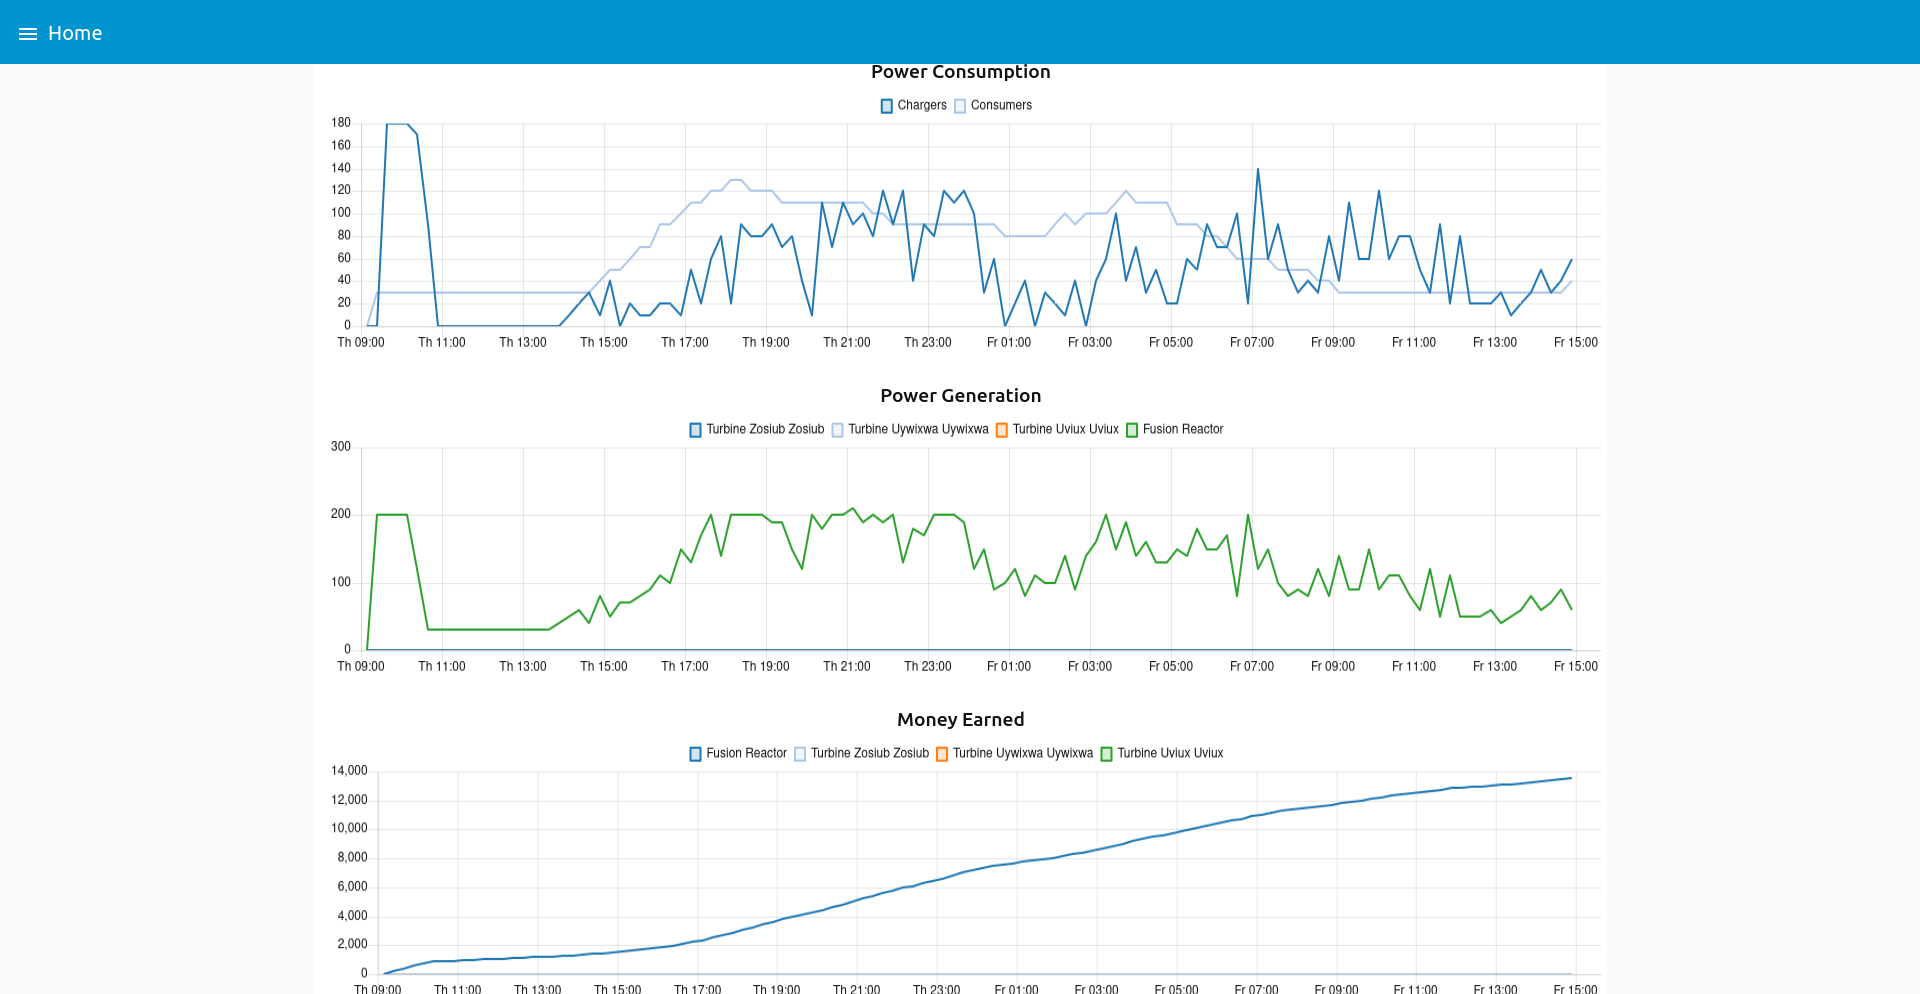 Home
Power Consumption
Chargers Consumers
180
160
140
120
100
80
60
40
20
0
Th 09:00 Th 11:00 Th 13:00 Th 15:00 Th 17:00 Th 19:00 Th 21:00 Th 23:00 Fr 01:00 Fr 03:00 Fr 05:00 Fr 07:00 Fr 09:00 Fr 11:00 Fr 13:00 Fr 15:00
Power Generation
Turbine Zosiub Zosiub Turbine Uywixwa Uywixwa Turbine Uviux Uviux Fusion Reactor
300
200
100
0
Th 09:00 Th 11:00 Th 13:00 Th 15:00 Th 17:00 Th 19:00 Th 21:00 Th 23:00 Fr 01:00 Fr 03:00 Fr 05:00 Fr 07:00 Fr 09:00 Fr 11:00 Fr 13:00 Fr 15:00
Money Earned
Fusion Reactor Turbine Zosiub Zosiub Turbine Uywixwa Uywixwa Turbine Uviux Uviux
14,000
12,000
10,000
8,000
6,000
4,000
2,000
0
Th 09:00 Th 11:00 Th 13:00 Th 15:00 Th 17:00 Th 19:00 Th 21:00 Th 23:00 Fr 01:00 Fr 03:00 Fr 05:00 Fr 07:00 Fr 09:00 Fr 11:00 Fr 13:00 Fr 15:00